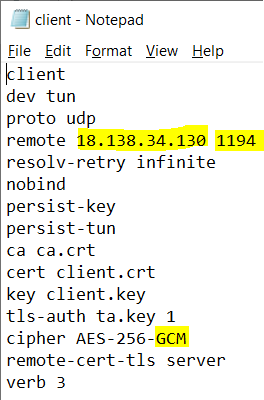 client - Notepad
File Edit Format View Help
client
dev tun
proto udp
remote 18.138.34.130 1194
resolv-retry infinite
nobind
persist-key
persist-tun
ca ca.crt
cert client.crt
key client.key
tls-auth ta.key 1
cipher AES-256-GCM
remote-cert-tls server
verb 3